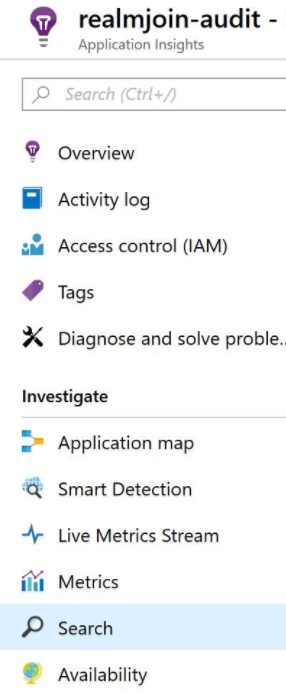 realmjoin-audit -
Application Insights
Search (Ctrl+/)
Overview
Activity log
Access control (IAM)
Tags
Diagnose and solve proble...
Investigate
Application map
Smart Detection
Live Metrics Stream
Metrics
Search
Availability